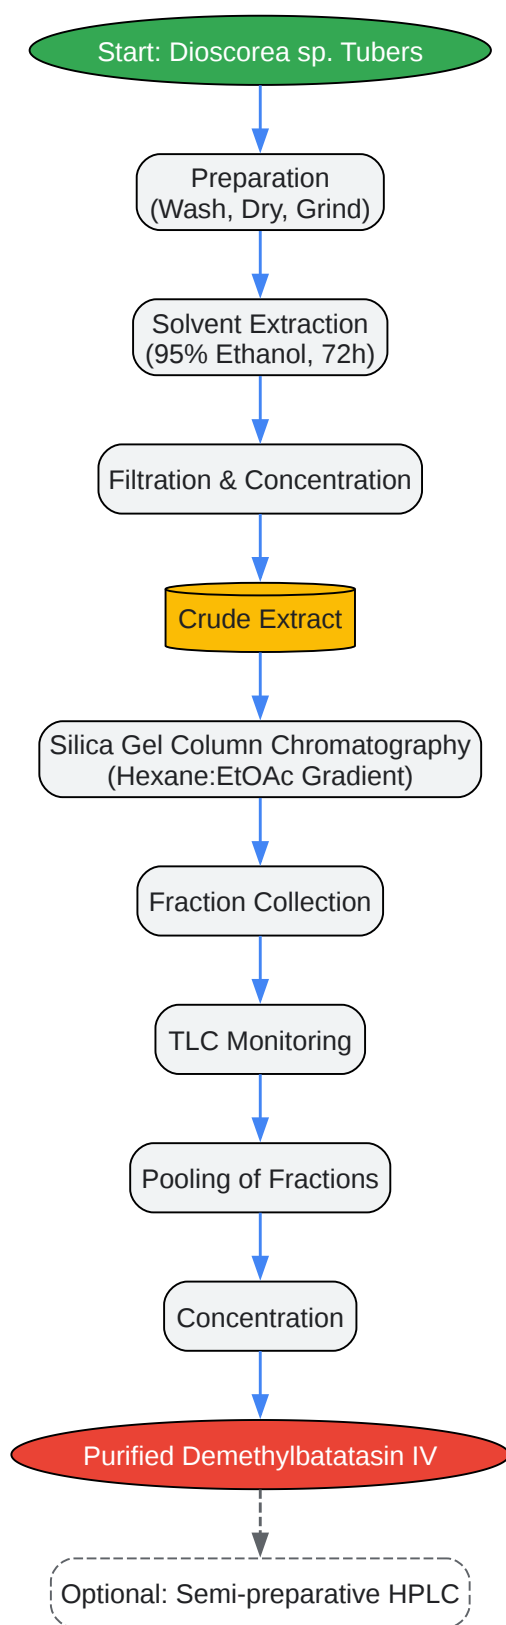 Start: Dioscorea sp. Tubers
Preparation
(Wash, Dry, Grind)
Solvent Extraction
(95% Ethanol, 72h)
Filtration & Concentration
Crude Extract
Silica Gel Column Chromatography
(Hexane:EtOAc Gradient)
Fraction Collection
TLC Monitoring
Pooling of Fractions
Concentration
Purified Demethylbatatasin IV
Optional: Semi-preparative HPLC